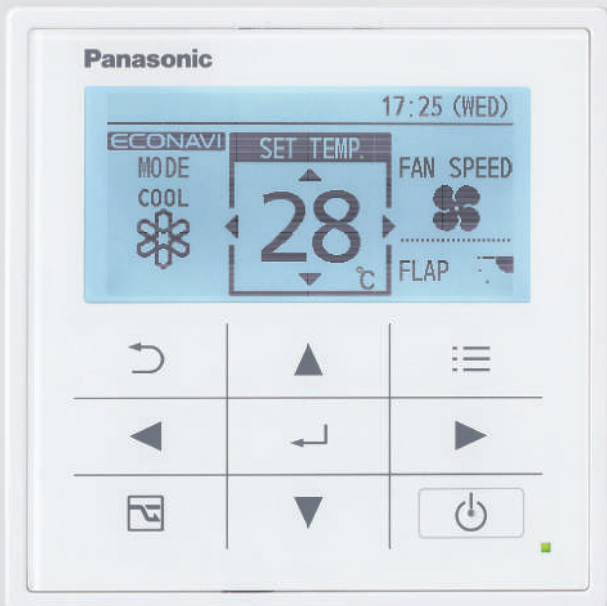 Panasonic
17:25 (WED)
ECONAVI
MODE
COOL
SET TEMP.
28
℃
FAN SPEED
FLAP